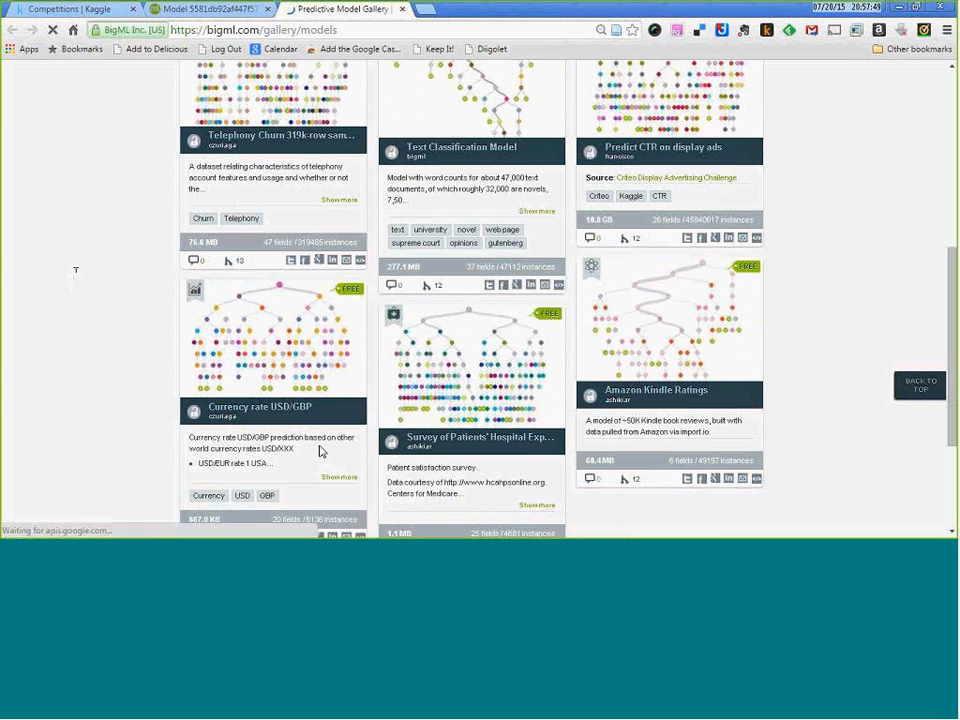 Competitions | Kaggle
Model 5581db92af447f57
Predictive Model Gallery |
07/20/15 20:57:49
BigML Inc. [US]
https://bigml.com/gallery/models
Apps
Bookmarks
Add to Delicious
Log Out
Calendar
Add the Google Cas...
Keep It!
Diigolet
Other bookmarks
Telephony Churn 319k-row sam...
czuriaga
A dataset relating characteristics of telephony
account features and usage and whether or not
the...
Show more
Churn
Telephony
76.6 MB
47 fields / 319465 instances
0
13
FREE
Currency rate USD/GBP
czuriaga
Currency rate USD/GBP prediction based on other
world currency rates USD/XXX
USD/EUR rate 1 USA...
Show more
Currency
USD
GBP
667.0 KB
20 fields / 6136 instances
Text Classification Model
bigml
Model with word counts for about 47,000 text
documents, of which roughly 32,000 are novels,
7,50...
Show more
text
university
novel
web page
supreme court
opinions
gutenberg
277.1 MB
37 fields / 47112 instances
0
12
FREE
Survey of Patients' Hospital Exp...
ashikiar
Patient satisfaction survey.
Data courtesy of http://www.hcahpsonline.org.
Centers for Medicare...
Show more
1.1 MB
25 fields / 4681 instances
Predict CTR on display ads
francisco
Source: Criteo Display Advertising Challenge
Criteo
Kaggle
CTR
10.8 GB
26 fields / 45840617 instances
0
12
FREE
Amazon Kindle Ratings
ashikiar
A model of ~50K Kindle book reviews, built with
data pulled from Amazon via import.io.
68.4 MB
6 fields / 49197 instances
0
12
BACK TO
TOP
Waiting for apis.google.com...